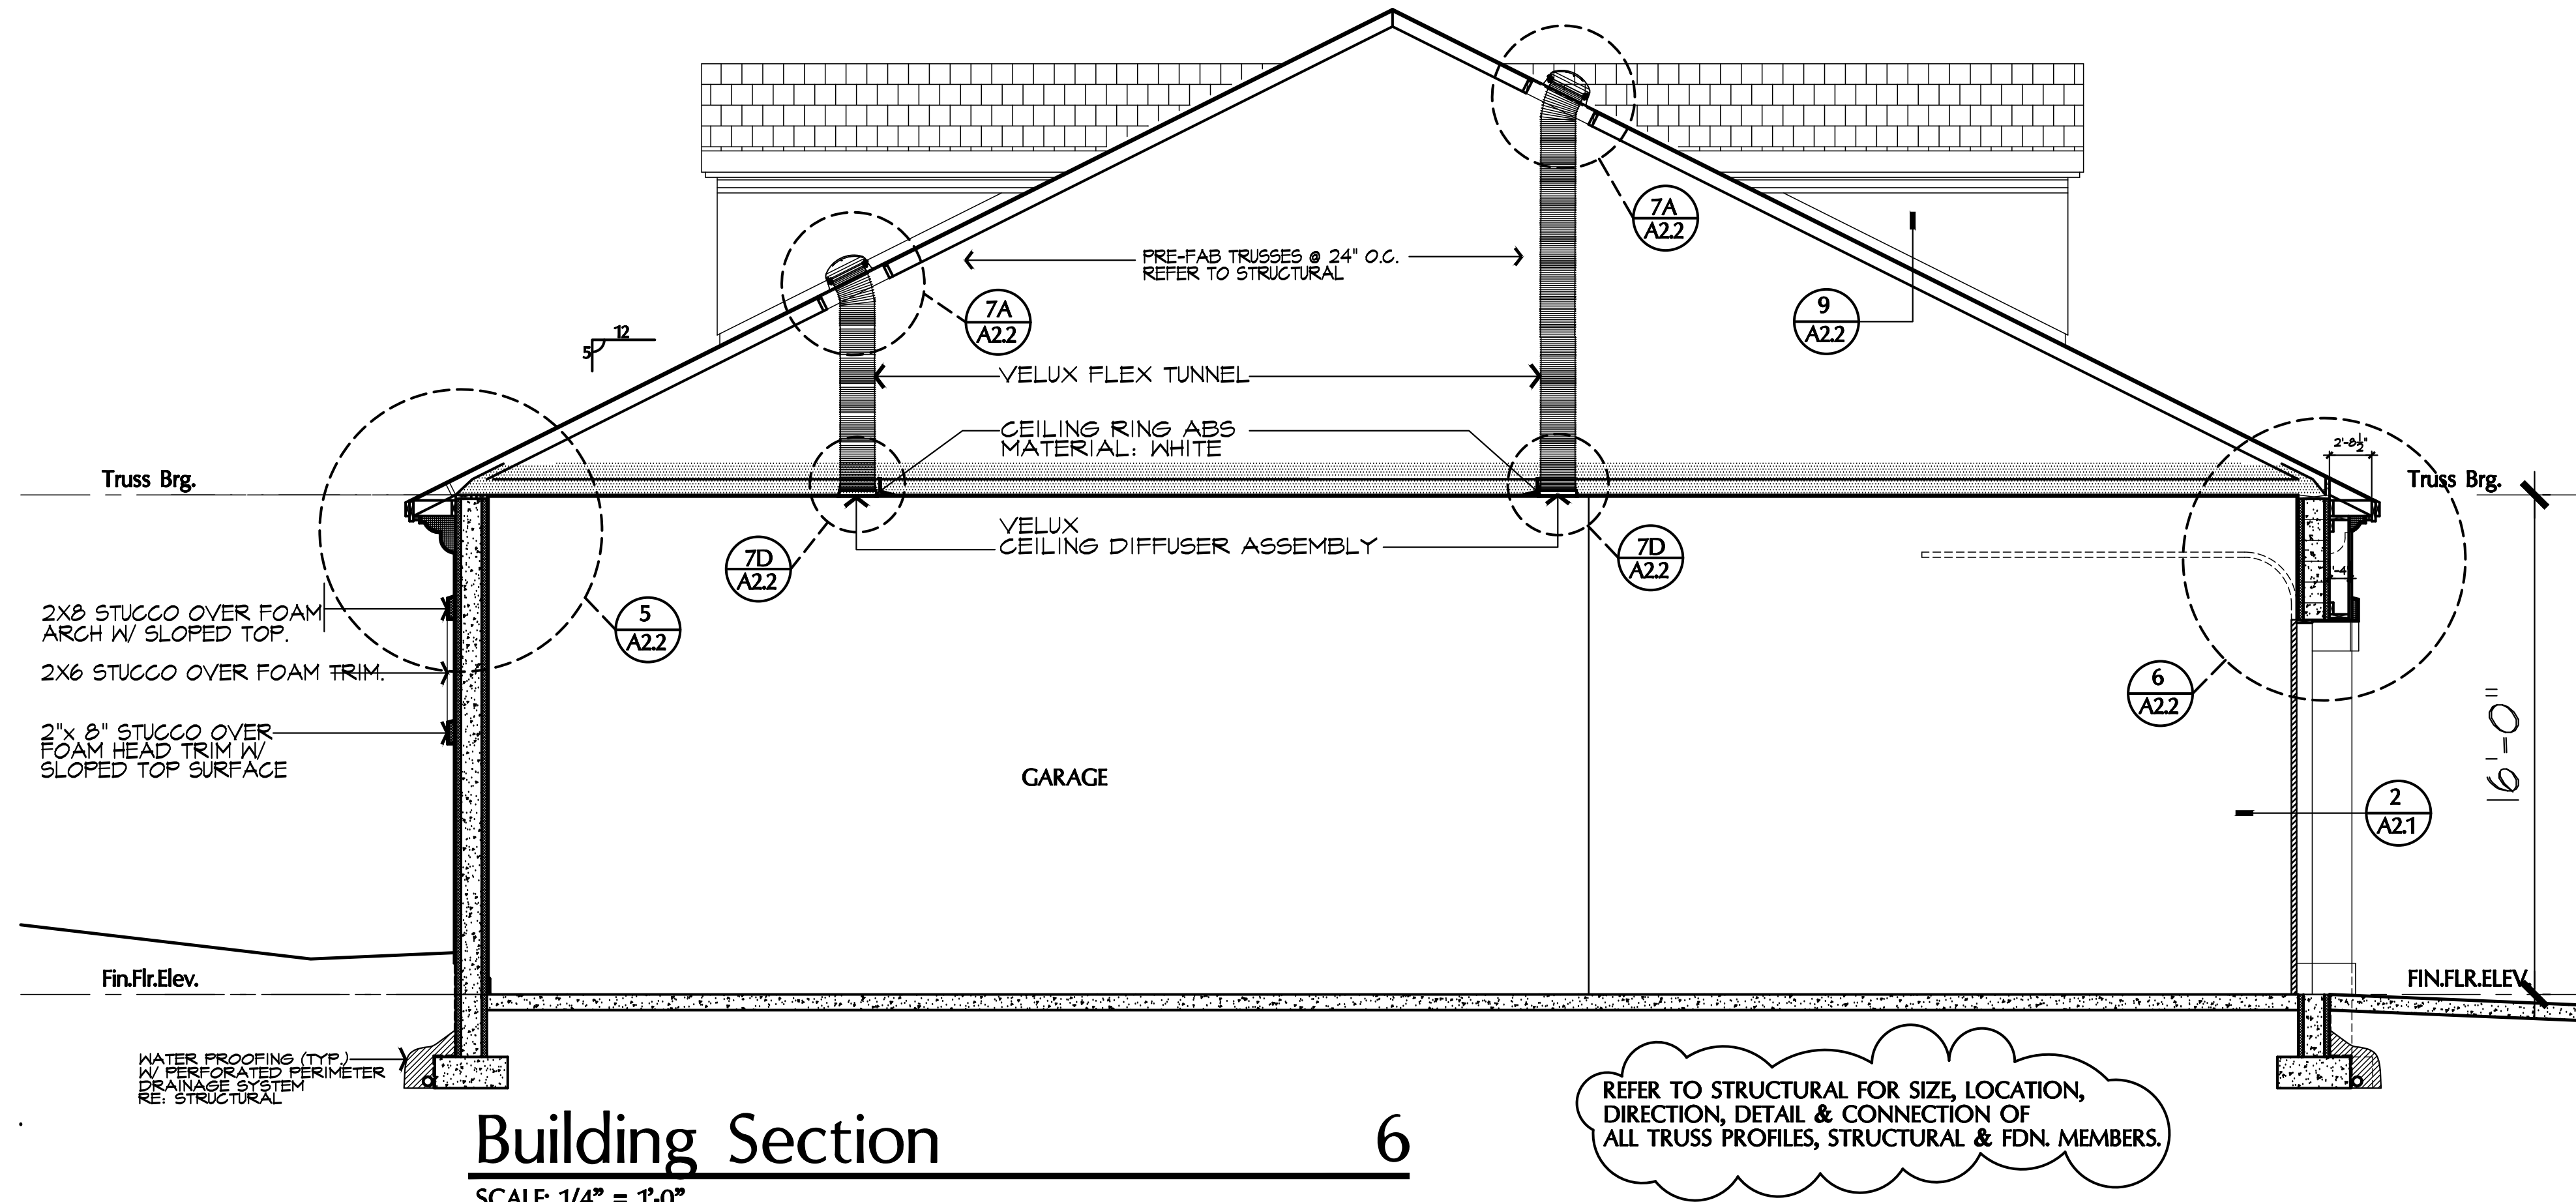 7A
A2.2
PRE-FAB TRUSSES @ 24" O.C.
REFER TO STRUCTURAL
7A
A2.2
9
A2.2
12
5
VELUX FLEX TUNNEL
CEILING RING ABS
MATERIAL: WHITE
2'-8½"
Truss Brg.
Truss Brg.
VELUX
CEILING DIFFUSER ASSEMBLY
7D
A2.2
7D
A2.2
2X8 STUCCO OVER FOAM
ARCH W/ SLOPED TOP.
5
A2.2
2X6 STUCCO OVER FOAM TRIM.
6
A2.2
2"x 8" STUCCO OVER
FOAM HEAD TRIM W/
SLOPED TOP SURFACE
GARAGE
16'-0"
2
A2.1
Fin.Flr.Elev.
FIN.FLR.ELEV.
WATER PROOFING (TYP.)
W/ PERFORATED PERIMETER
DRAINAGE SYSTEM
RE: STRUCTURAL
REFER TO STRUCTURAL FOR SIZE, LOCATION,
DIRECTION, DETAIL & CONNECTION OF
ALL TRUSS PROFILES, STRUCTURAL & FDN. MEMBERS.
Building Section 6
SCALE: 1/4" = 1'-0"